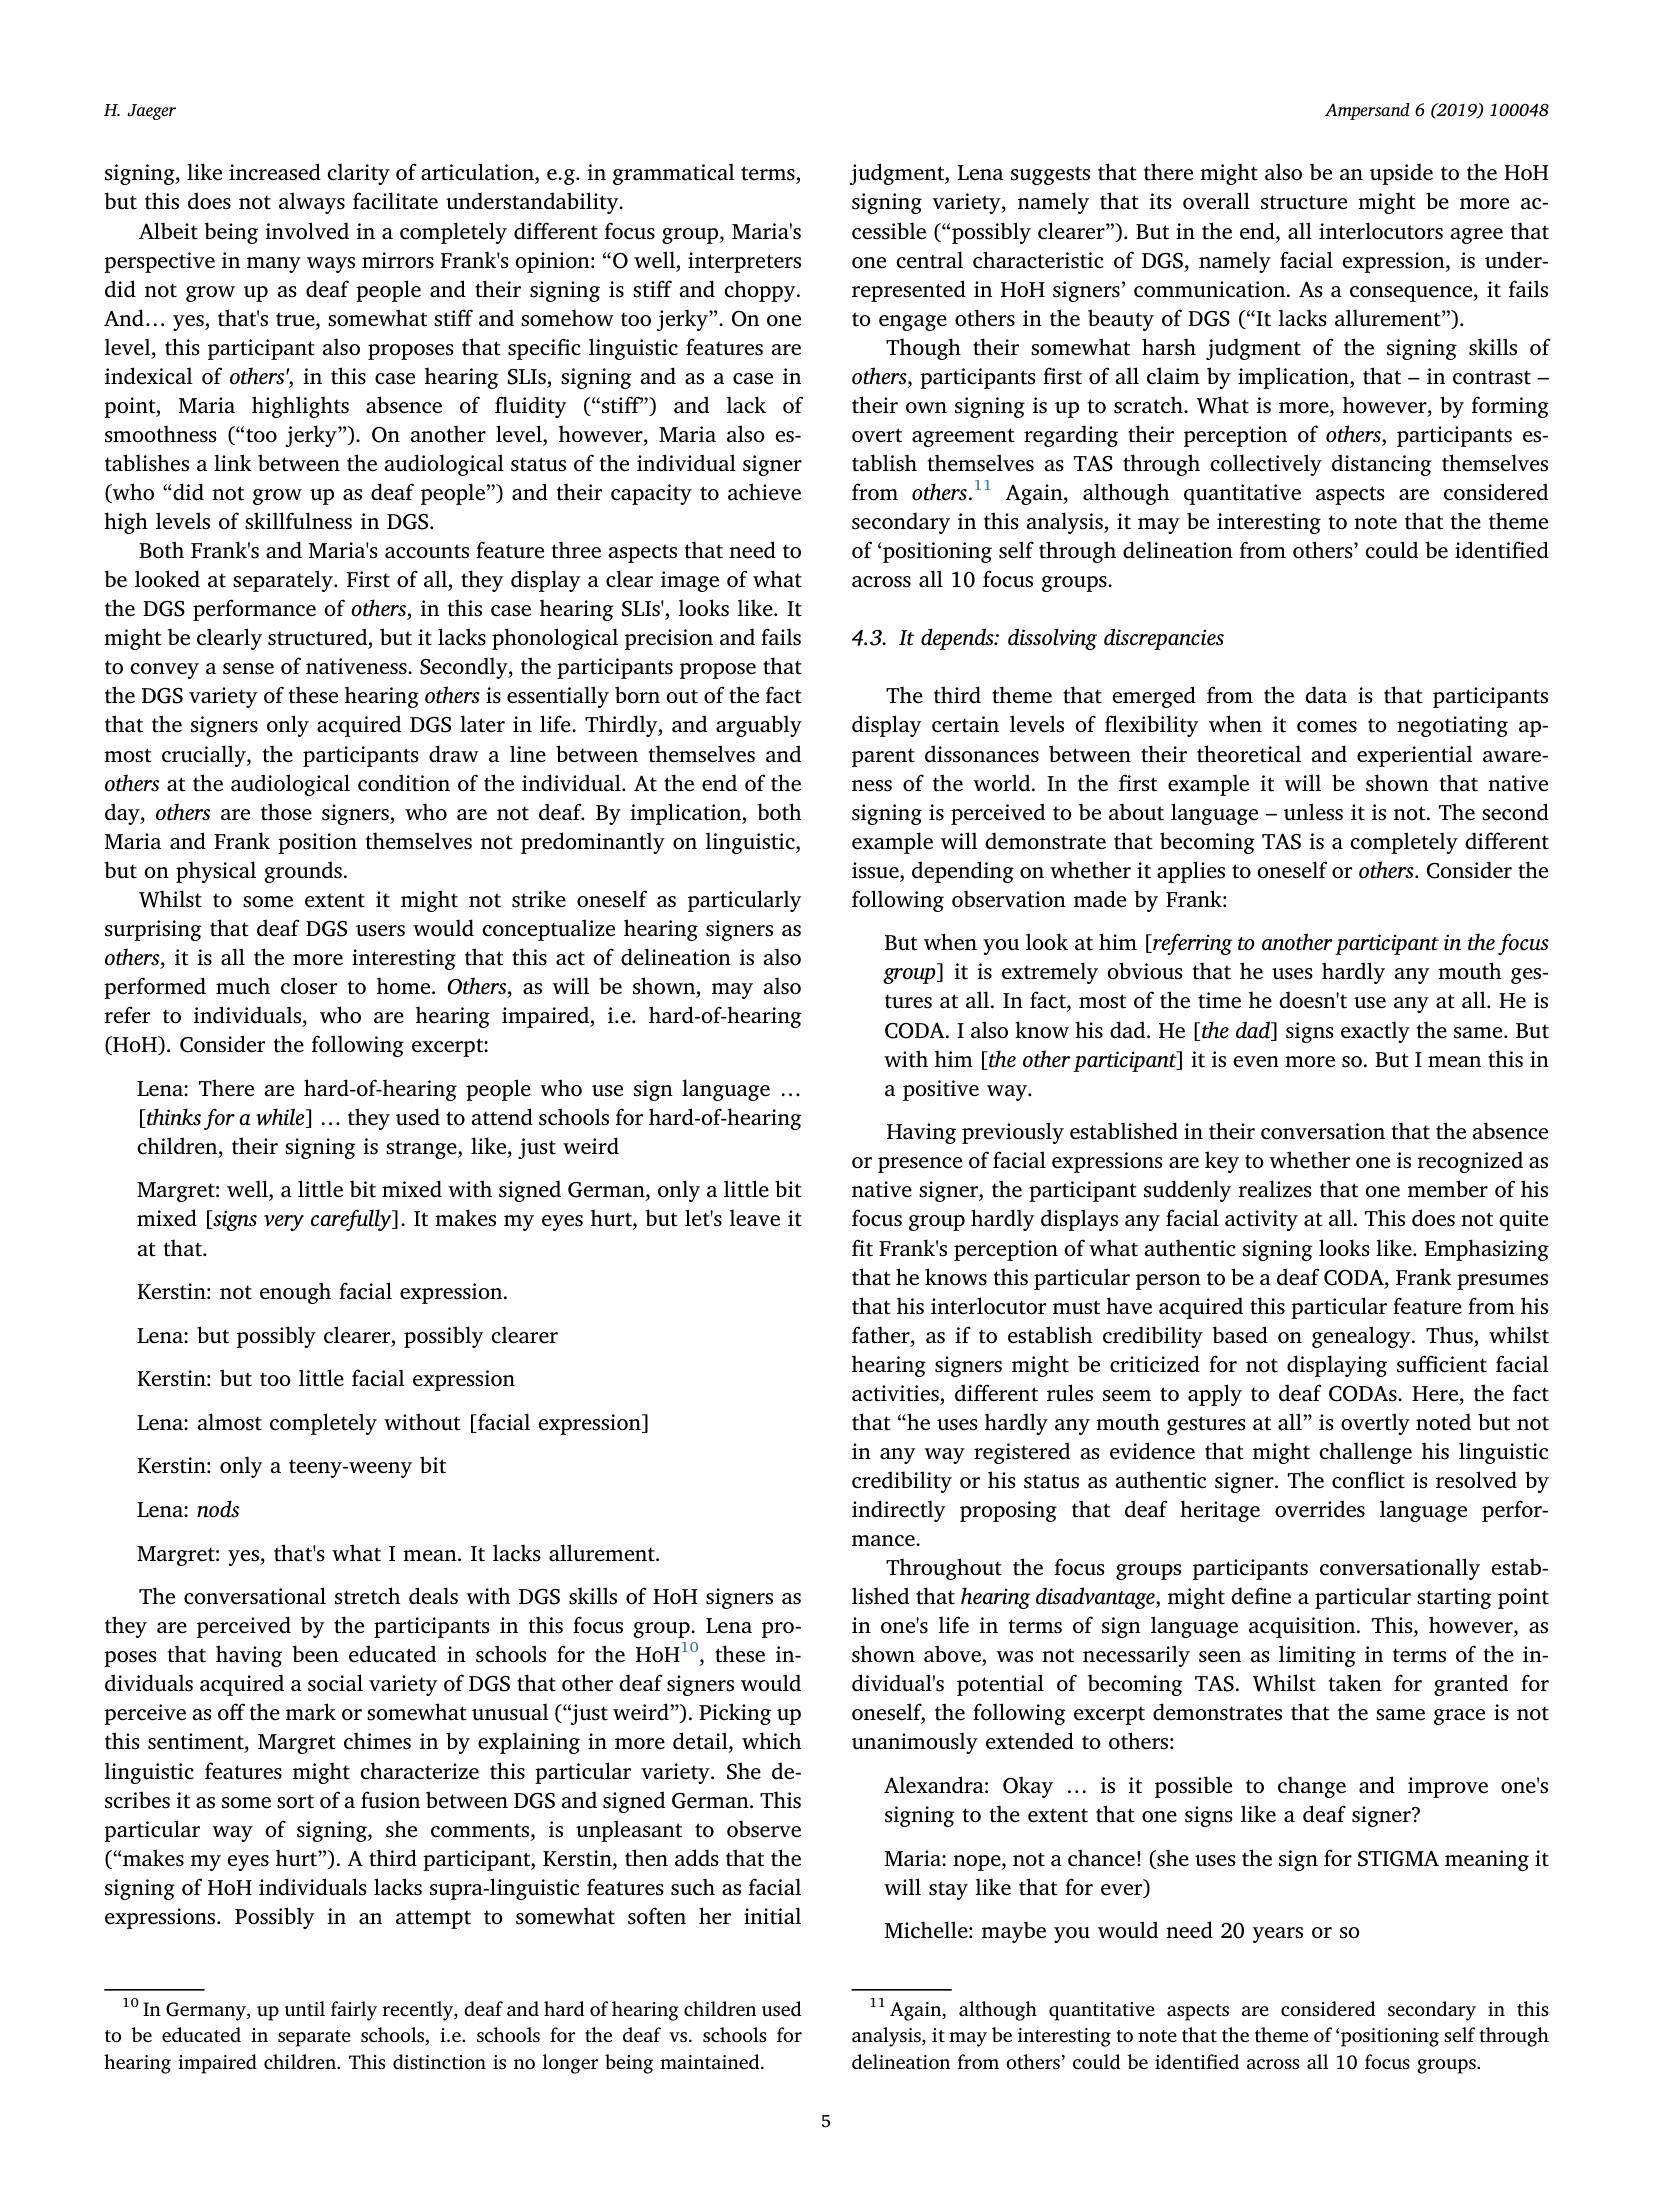 H. Jaeger
Ampersand 6 (2019) 100048
signing, like increased clarity of articulation, e.g. in grammatical terms,
but this does not always facilitate understandability.
Albeit being involved in a completely different focus group, Maria's
perspective in many ways mirrors Frank's opinion: “O well, interpreters
did not grow up as deaf people and their signing is stiff and choppy.
And… yes, that's true, somewhat stiff and somehow too jerky”. On one
level, this participant also proposes that specific linguistic features are
indexical of others', in this case hearing SLIs, signing and as a case in
point, Maria highlights absence of fluidity (“stiff”) and lack of
smoothness (“too jerky”). On another level, however, Maria also es-
tablishes a link between the audiological status of the individual signer
(who “did not grow up as deaf people”) and their capacity to achieve
high levels of skillfulness in DGS.
Both Frank's and Maria's accounts feature three aspects that need to
be looked at separately. First of all, they display a clear image of what
the DGS performance of others, in this case hearing SLIs', looks like. It
might be clearly structured, but it lacks phonological precision and fails
to convey a sense of nativeness. Secondly, the participants propose that
the DGS variety of these hearing others is essentially born out of the fact
that the signers only acquired DGS later in life. Thirdly, and arguably
most crucially, the participants draw a line between themselves and
others at the audiological condition of the individual. At the end of the
day, others are those signers, who are not deaf. By implication, both
Maria and Frank position themselves not predominantly on linguistic,
but on physical grounds.
Whilst to some extent it might not strike oneself as particularly
surprising that deaf DGS users would conceptualize hearing signers as
others, it is all the more interesting that this act of delineation is also
performed much closer to home. Others, as will be shown, may also
refer to individuals, who are hearing impaired, i.e. hard-of-hearing
(HoH). Consider the following excerpt:
Lena: There are hard-of-hearing people who use sign language …
[thinks for a while] … they used to attend schools for hard-of-hearing
children, their signing is strange, like, just weird
Margret: well, a little bit mixed with signed German, only a little bit
mixed [signs very carefully]. It makes my eyes hurt, but let's leave it
at that.
Kerstin: not enough facial expression.
Lena: but possibly clearer, possibly clearer
Kerstin: but too little facial expression
Lena: almost completely without [facial expression]
Kerstin: only a teeny-weeny bit
Lena: nods
Margret: yes, that's what I mean. It lacks allurement.
The conversational stretch deals with DGS skills of HoH signers as
they are perceived by the participants in this focus group. Lena pro-
poses that having been educated in schools for the HoH10, these in-
dividuals acquired a social variety of DGS that other deaf signers would
perceive as off the mark or somewhat unusual (“just weird”). Picking up
this sentiment, Margret chimes in by explaining in more detail, which
linguistic features might characterize this particular variety. She de-
scribes it as some sort of a fusion between DGS and signed German. This
particular way of signing, she comments, is unpleasant to observe
(“makes my eyes hurt”). A third participant, Kerstin, then adds that the
signing of HoH individuals lacks supra-linguistic features such as facial
expressions. Possibly in an attempt to somewhat soften her initial
10 In Germany, up until fairly recently, deaf and hard of hearing children used
to be educated in separate schools, i.e. schools for the deaf vs. schools for
hearing impaired children. This distinction is no longer being maintained.
judgment, Lena suggests that there might also be an upside to the HoH
signing variety, namely that its overall structure might be more ac-
cessible (“possibly clearer”). But in the end, all interlocutors agree that
one central characteristic of DGS, namely facial expression, is under-
represented in HoH signers’ communication. As a consequence, it fails
to engage others in the beauty of DGS (“It lacks allurement”).
Though their somewhat harsh judgment of the signing skills of
others, participants first of all claim by implication, that – in contrast –
their own signing is up to scratch. What is more, however, by forming
overt agreement regarding their perception of others, participants es-
tablish themselves as TAS through collectively distancing themselves
from others.11 Again, although quantitative aspects are considered
secondary in this analysis, it may be interesting to note that the theme
of ‘positioning self through delineation from others’ could be identified
across all 10 focus groups.
4.3. It depends: dissolving discrepancies
The third theme that emerged from the data is that participants
display certain levels of flexibility when it comes to negotiating ap-
parent dissonances between their theoretical and experiential aware-
ness of the world. In the first example it will be shown that native
signing is perceived to be about language – unless it is not. The second
example will demonstrate that becoming TAS is a completely different
issue, depending on whether it applies to oneself or others. Consider the
following observation made by Frank:
But when you look at him [referring to another participant in the focus
group] it is extremely obvious that he uses hardly any mouth ges-
tures at all. In fact, most of the time he doesn't use any at all. He is
CODA. I also know his dad. He [the dad] signs exactly the same. But
with him [the other participant] it is even more so. But I mean this in
a positive way.
Having previously established in their conversation that the absence
or presence of facial expressions are key to whether one is recognized as
native signer, the participant suddenly realizes that one member of his
focus group hardly displays any facial activity at all. This does not quite
fit Frank's perception of what authentic signing looks like. Emphasizing
that he knows this particular person to be a deaf CODA, Frank presumes
that his interlocutor must have acquired this particular feature from his
father, as if to establish credibility based on genealogy. Thus, whilst
hearing signers might be criticized for not displaying sufficient facial
activities, different rules seem to apply to deaf CODAs. Here, the fact
that “he uses hardly any mouth gestures at all” is overtly noted but not
in any way registered as evidence that might challenge his linguistic
credibility or his status as authentic signer. The conflict is resolved by
indirectly proposing that deaf heritage overrides language perfor-
mance.
Throughout the focus groups participants conversationally estab-
lished that hearing disadvantage, might define a particular starting point
in one's life in terms of sign language acquisition. This, however, as
shown above, was not necessarily seen as limiting in terms of the in-
dividual's potential of becoming TAS. Whilst taken for granted for
oneself, the following excerpt demonstrates that the same grace is not
unanimously extended to others:
Alexandra: Okay … is it possible to change and improve one's
signing to the extent that one signs like a deaf signer?
Maria: nope, not a chance! (she uses the sign for STIGMA meaning it
will stay like that for ever)
Michelle: maybe you would need 20 years or so
11 Again, although quantitative aspects are considered secondary in this
analysis, it may be interesting to note that the theme of ‘positioning self through
delineation from others’ could be identified across all 10 focus groups.
5